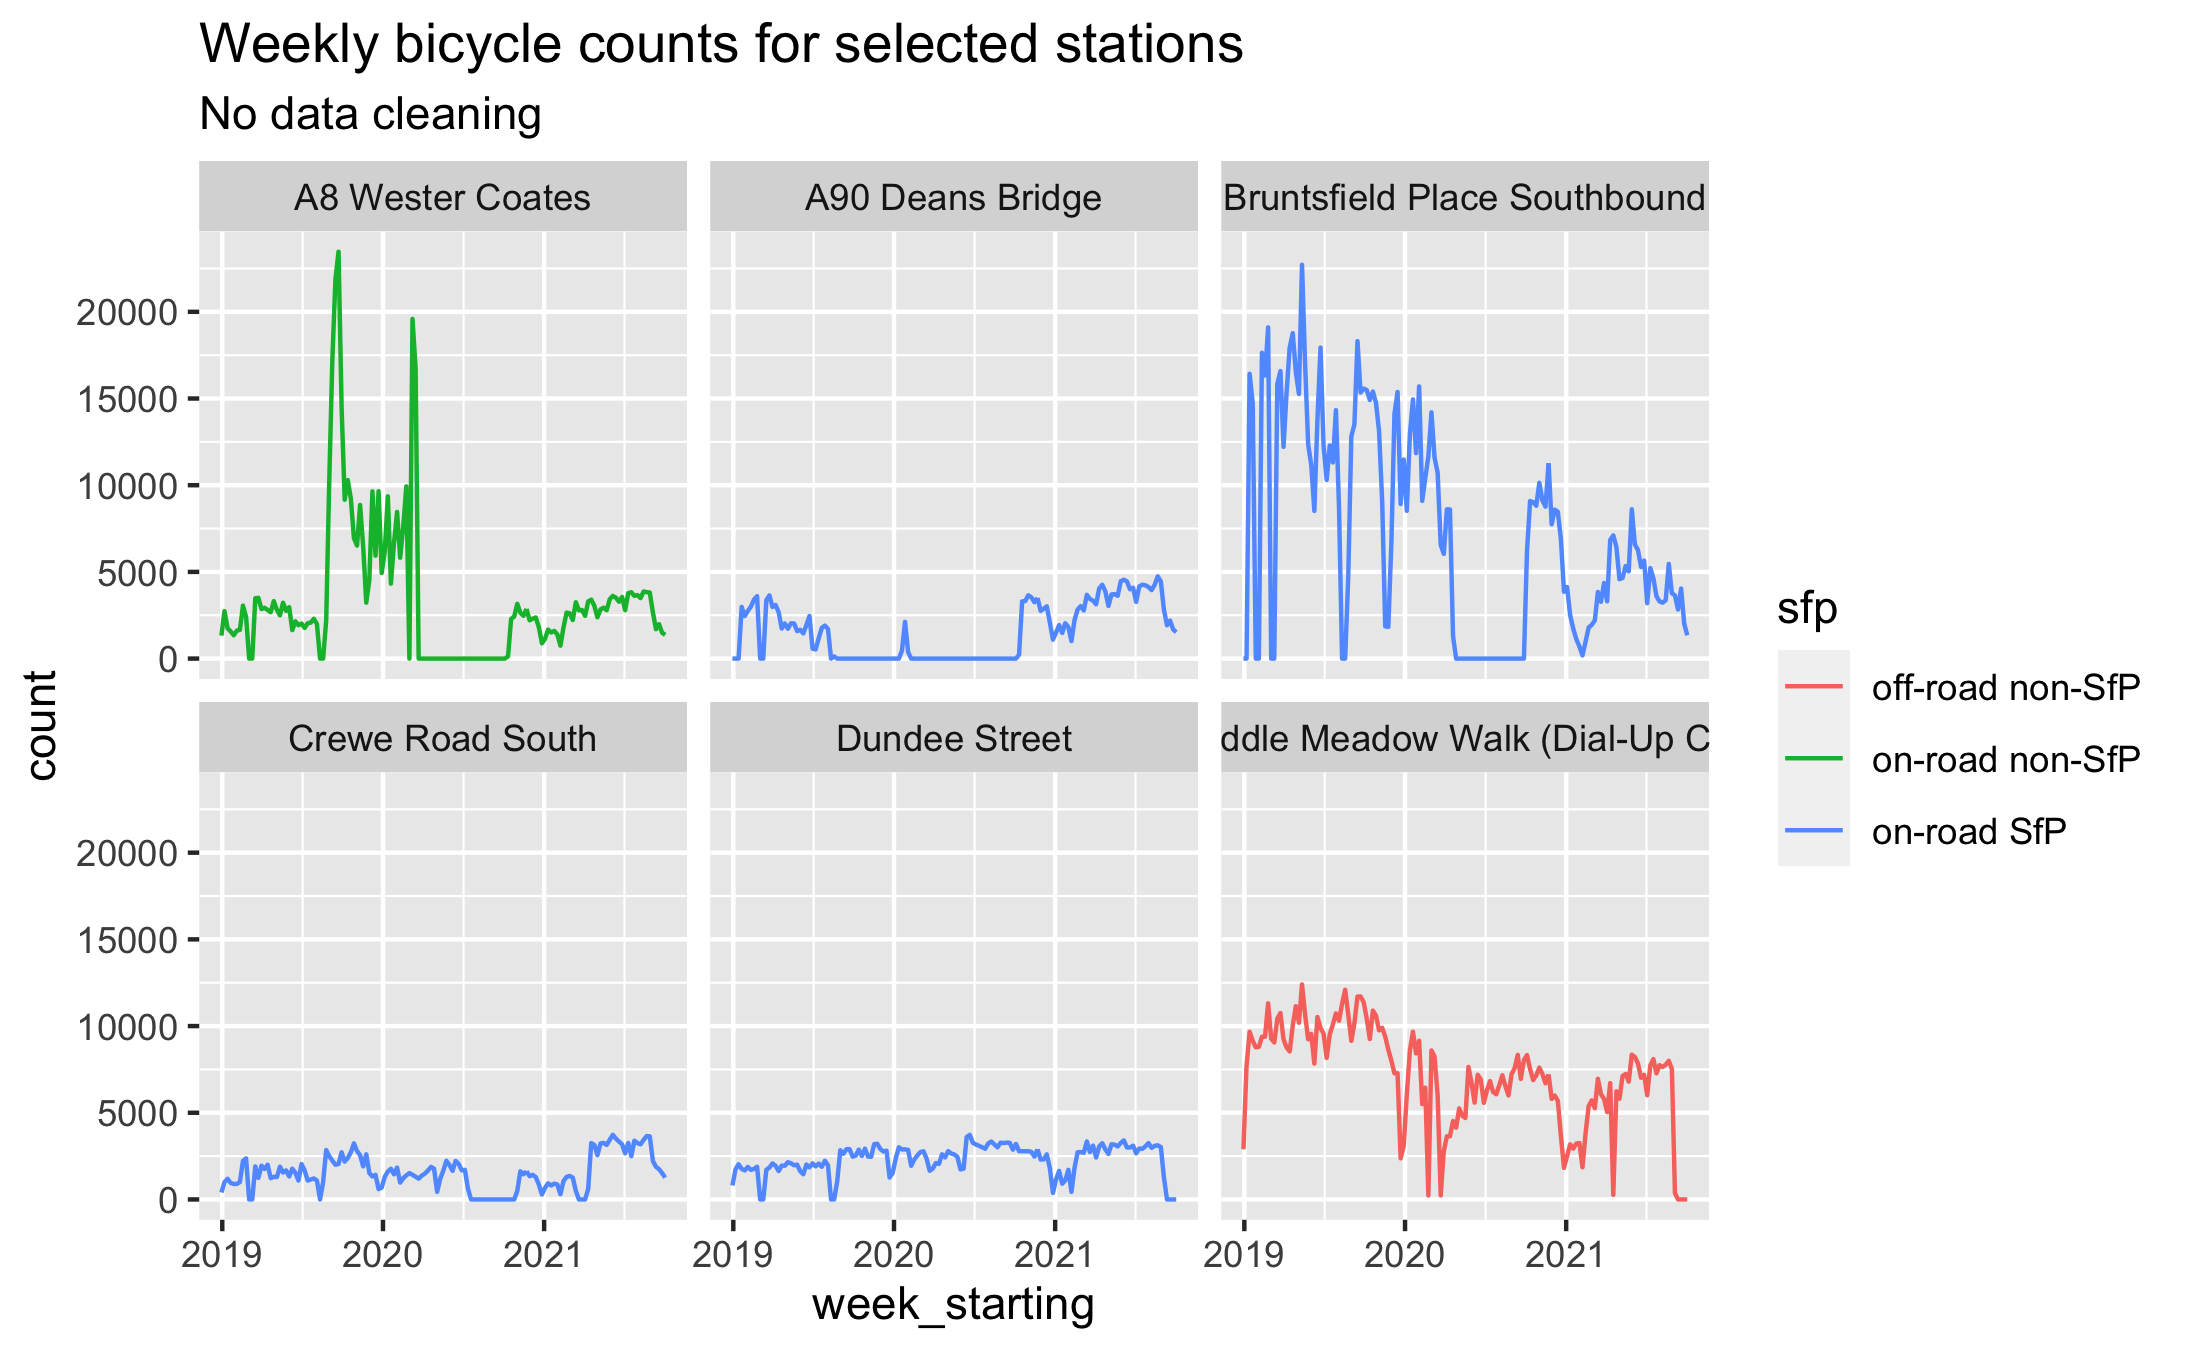 Weekly bicycle counts for selected stations
No data cleaning
A8 Wester Coates
A90 Deans Bridge
Bruntsfield Place Southbound
20000
15000
10000
5000
0
Crewe Road South
Dundee Street
ddle Meadow Walk (Dial-Up C
20000
15000
10000
5000
0
2019 2020 2021
2019 2020 2021
2019 2020 2021
count
week_starting
sfp
off-road non-SfP
on-road non-SfP
on-road SfP